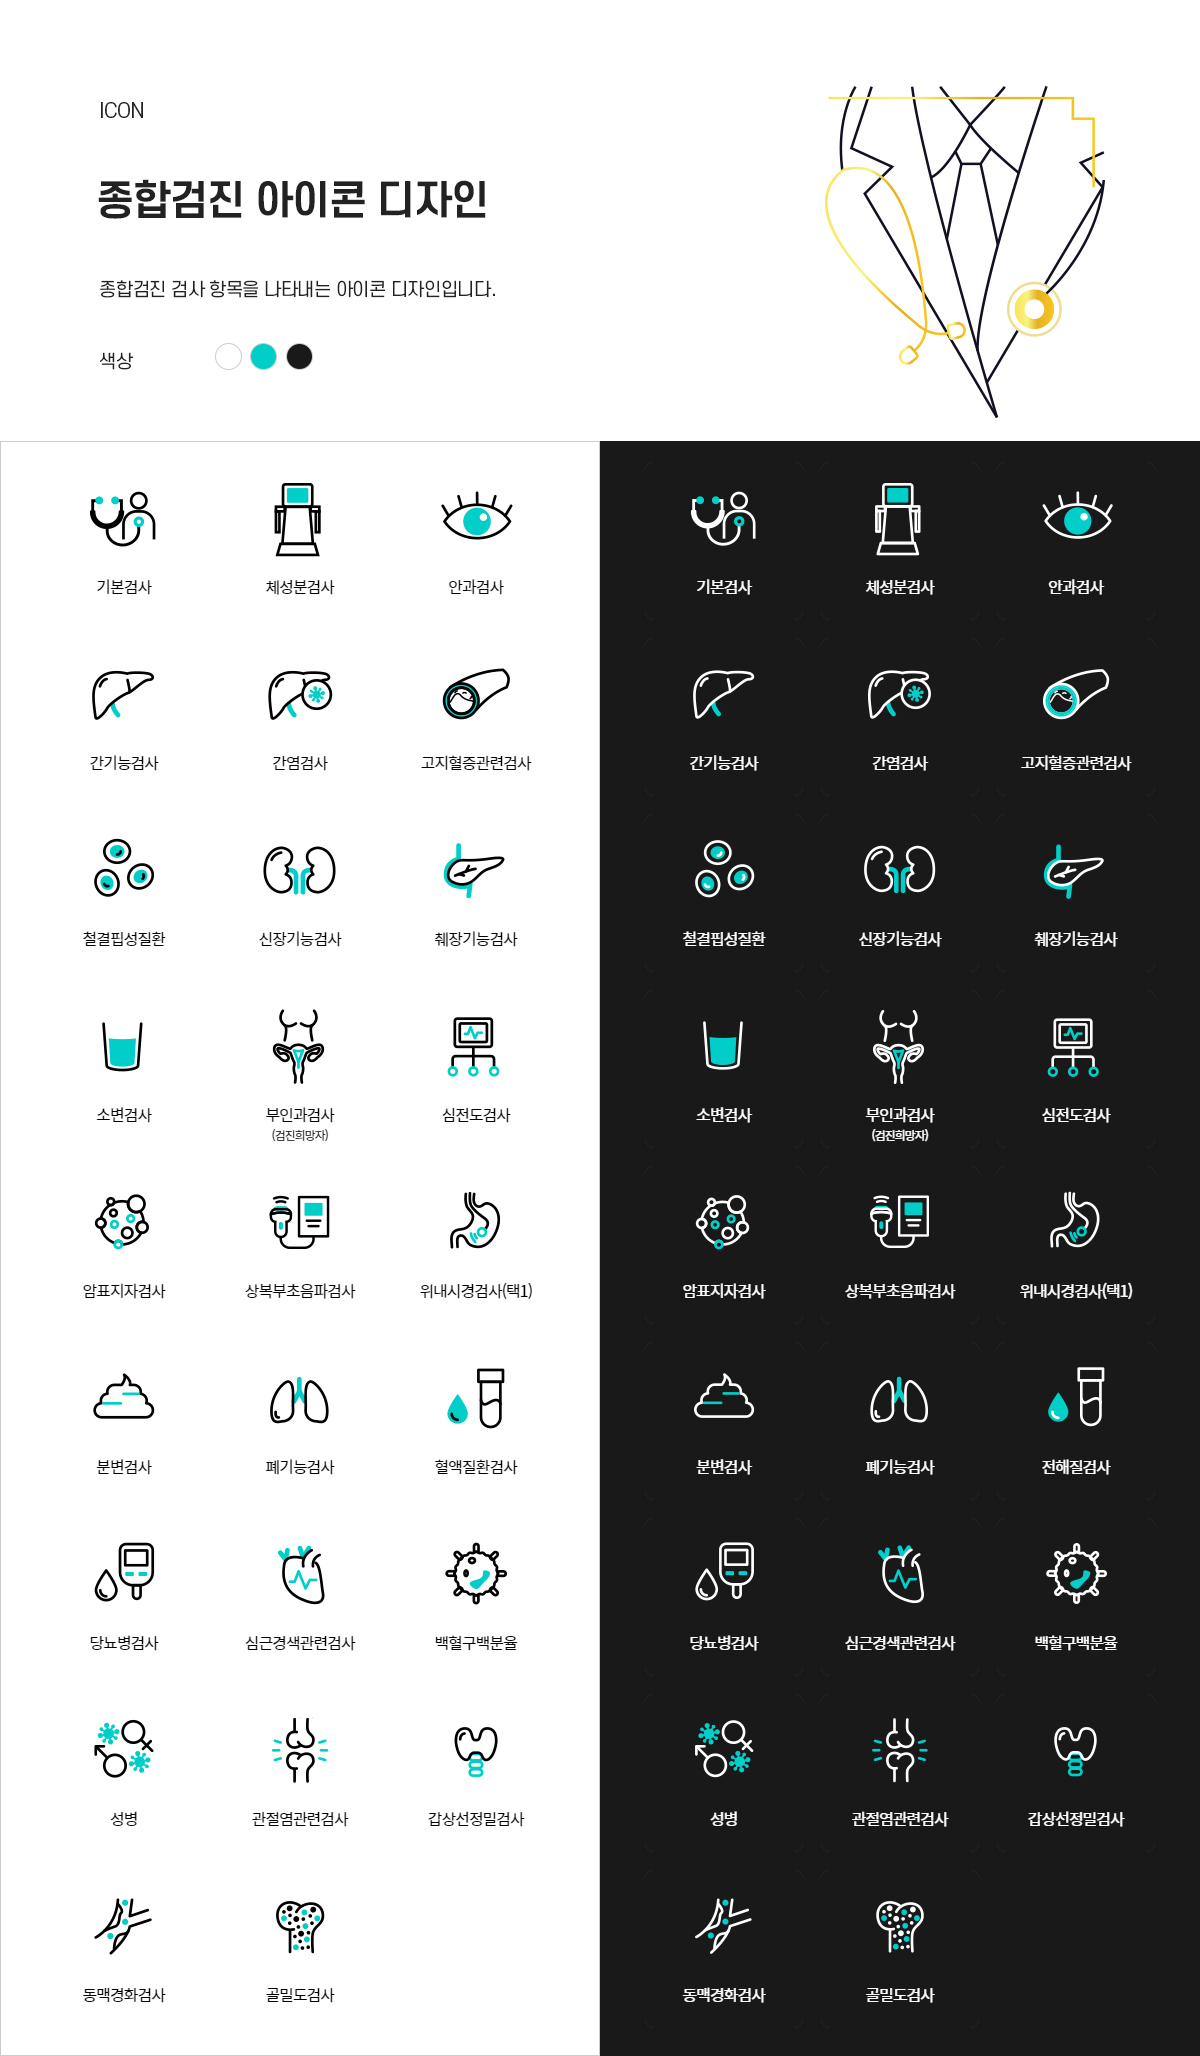 ICON
종합검진 아이콘 디자인
종합검진 검사 항목을 나타내는 아이콘 디자인입니다.
색상
기본검사
체성분검사
안과검사
간기능검사
간염검사
고지혈증관련검사
철결핍성질환
신장기능검사
췌장기능검사
소변검사
부인과검사
(검진희망자)
심전도검사
암표지자검사
상복부초음파검사
위내시경검사(택1)
분변검사
폐기능검사
혈액질환검사
당뇨병검사
심근경색관련검사
백혈구백분율
성병
관절염관련검사
갑상선정밀검사
동맥경화검사
골밀도검사
기본검사
체성분검사
안과검사
간기능검사
간염검사
고지혈증관련검사
철결핍성질환
신장기능검사
췌장기능검사
소변검사
부인과검사
(검진희망자)
심전도검사
암표지자검사
상복부초음파검사
위내시경검사(택1)
분변검사
폐기능검사
전해질검사
당뇨병검사
심근경색관련검사
백혈구백분율
성병
관절염관련검사
갑상선정밀검사
동맥경화검사
골밀도검사